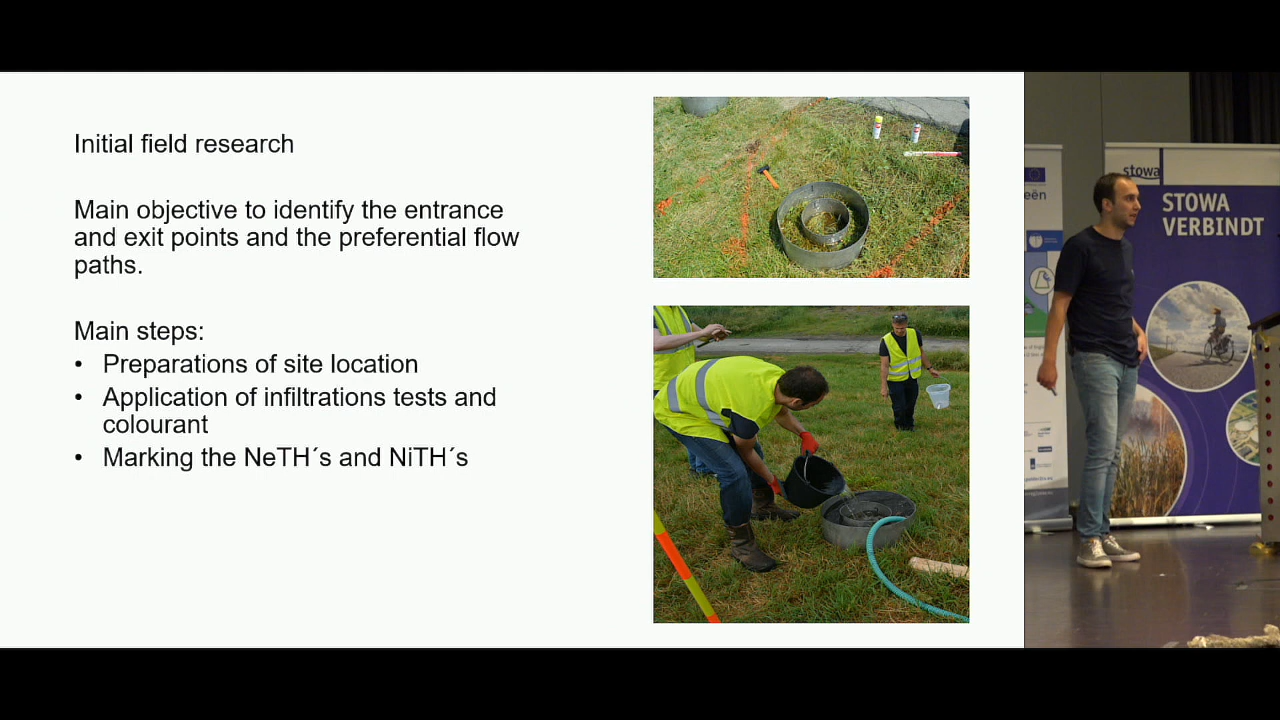 Initial field research
Main objective to identify the entrance
and exit points and the preferential flow
paths.
Main steps:
• Preparations of site location
• Application of infiltrations tests and
colourant
• Marking the NeTH´s and NiTH´s
stowa
STOWA
VERBINDT
eën